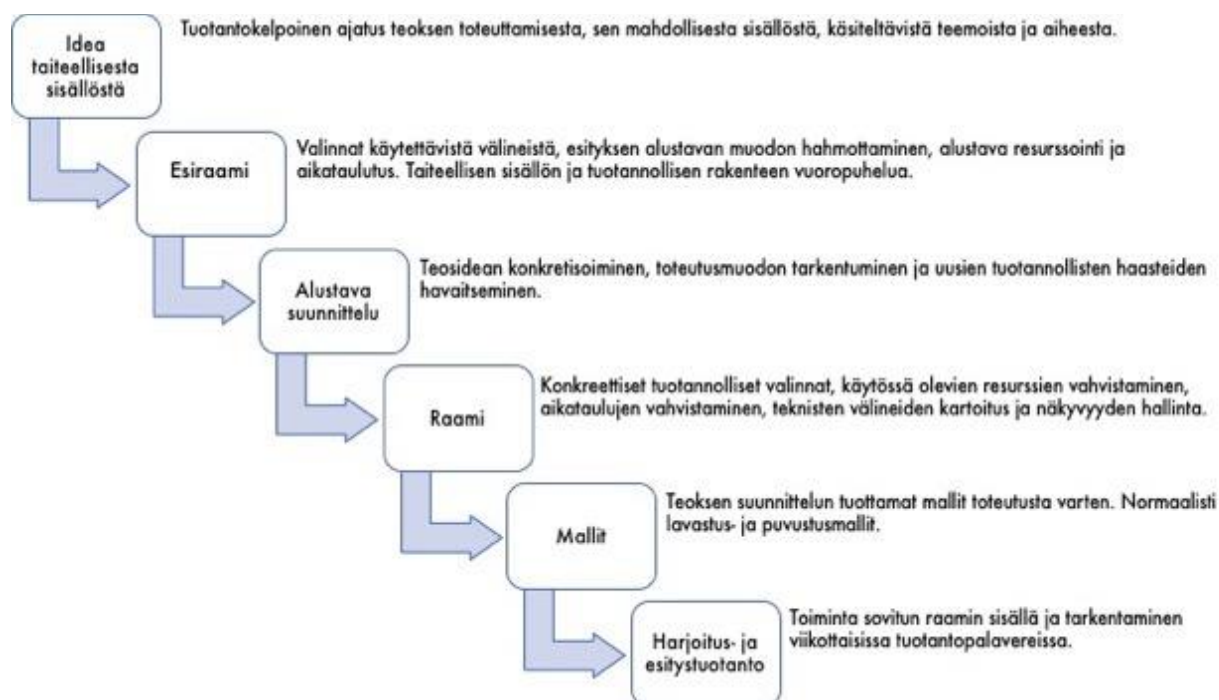 Idea
taiteellisesta
sisällöstä
Tuotantokelpoinen ajatus teoksen toteuttamisesta, sen mahdollisesta sisällöstä, käsiteltävistä teemoista ja aiheesta.
Esiraami
Valinnat käytettävistä välineistä, esityksen alustavan muodon hahmottaminen, alustava resurssointi ja
aikataulutus. Taiteellisen sisällön ja tuotannollisen rakenteen vuoropuhelua.
Alustava
suunnittelu
Teosidean konkretisoiminen, toteutusmuodon tarkentuminen ja uusien tuotannollisten haasteiden
havaitseminen.
Raami
Konkreettiset tuotannolliset valinnat, käytössä olevien resurssien vahvistaminen,
aikataulujen vahvistaminen, teknisten välineiden kartoitus ja näkyvyyden hallinta.
Mallit
Teoksen suunnittelun tuottamat mallit toteutusta varten. Normaalisti
lavastus- ja puvustusmallit.
Harjoitus- ja
esitystuotanto
Toiminta sovitun raamin sisällä ja tarkentaminen
viikottaisissa tuotantopalavereissa.